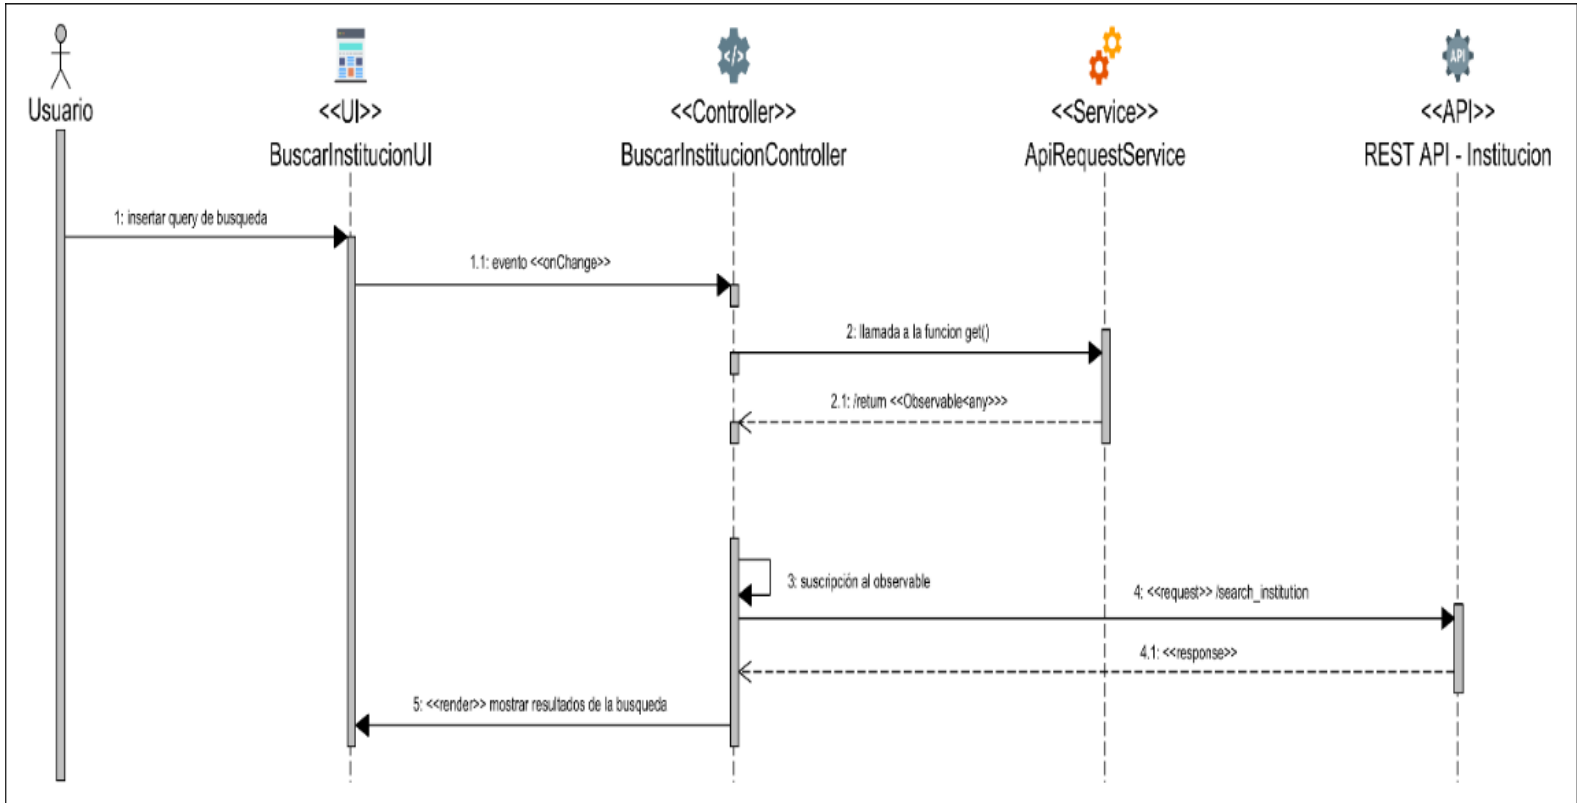 </>
API
Usuario
<<UI>>
<<Controller>>
<<Service>>
<<API>>
BuscarInstitucionUI
BuscarInstitucionController
ApiRequestService
REST API - Institucion
1: insertar query de busqueda
1.1: evento <<onChange>>
2: llamada a la funcion get()
2.1: /return <<Observable<any>>>
3: suscripción al observable
4: <<request>> /search_institution
4.1: <<response>>
5: <<render>> mostrar resultados de la busqueda